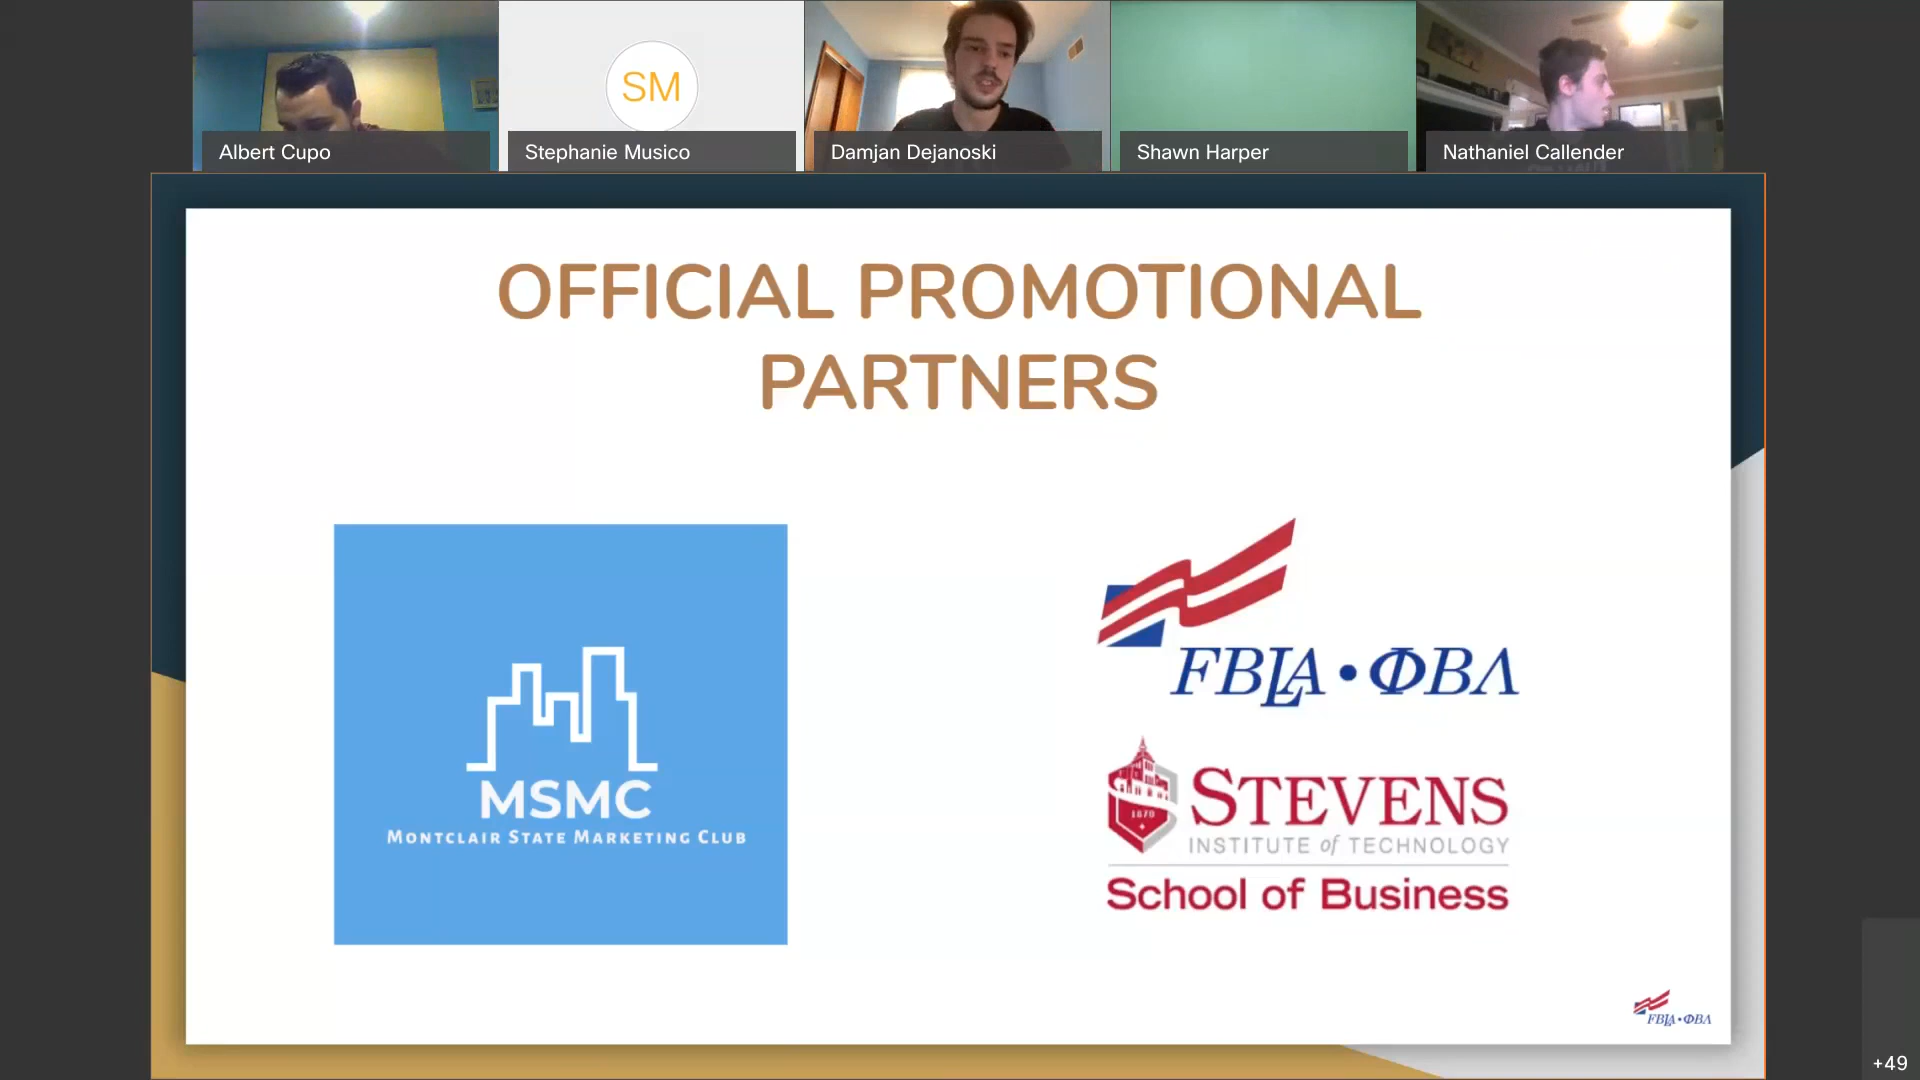 SM
Albert Cupo
Stephanie Musico
Damjan Dejanoski
Shawn Harper
Nathaniel Callender
OFFICIAL PROMOTIONAL
PARTNERS
MSMC
MONTCLAIR STATE MARKETING CLUB
FBLA • ΦΒΛ
1870
STEVENS
INSTITUTE of TECHNOLOGY
School of Business
FBLA • ΦΒΛ
+49